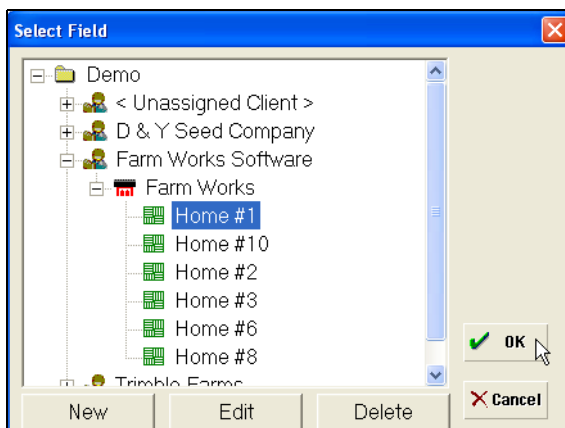 Select Field
Demo
< Unassigned Client >
D & Y Seed Company
Farm Works Software
Farm Works
Home #1
Home #10
Home #2
Home #3
Home #6
Home #8
Trimble Farms
OK
Cancel
New Edit Delete